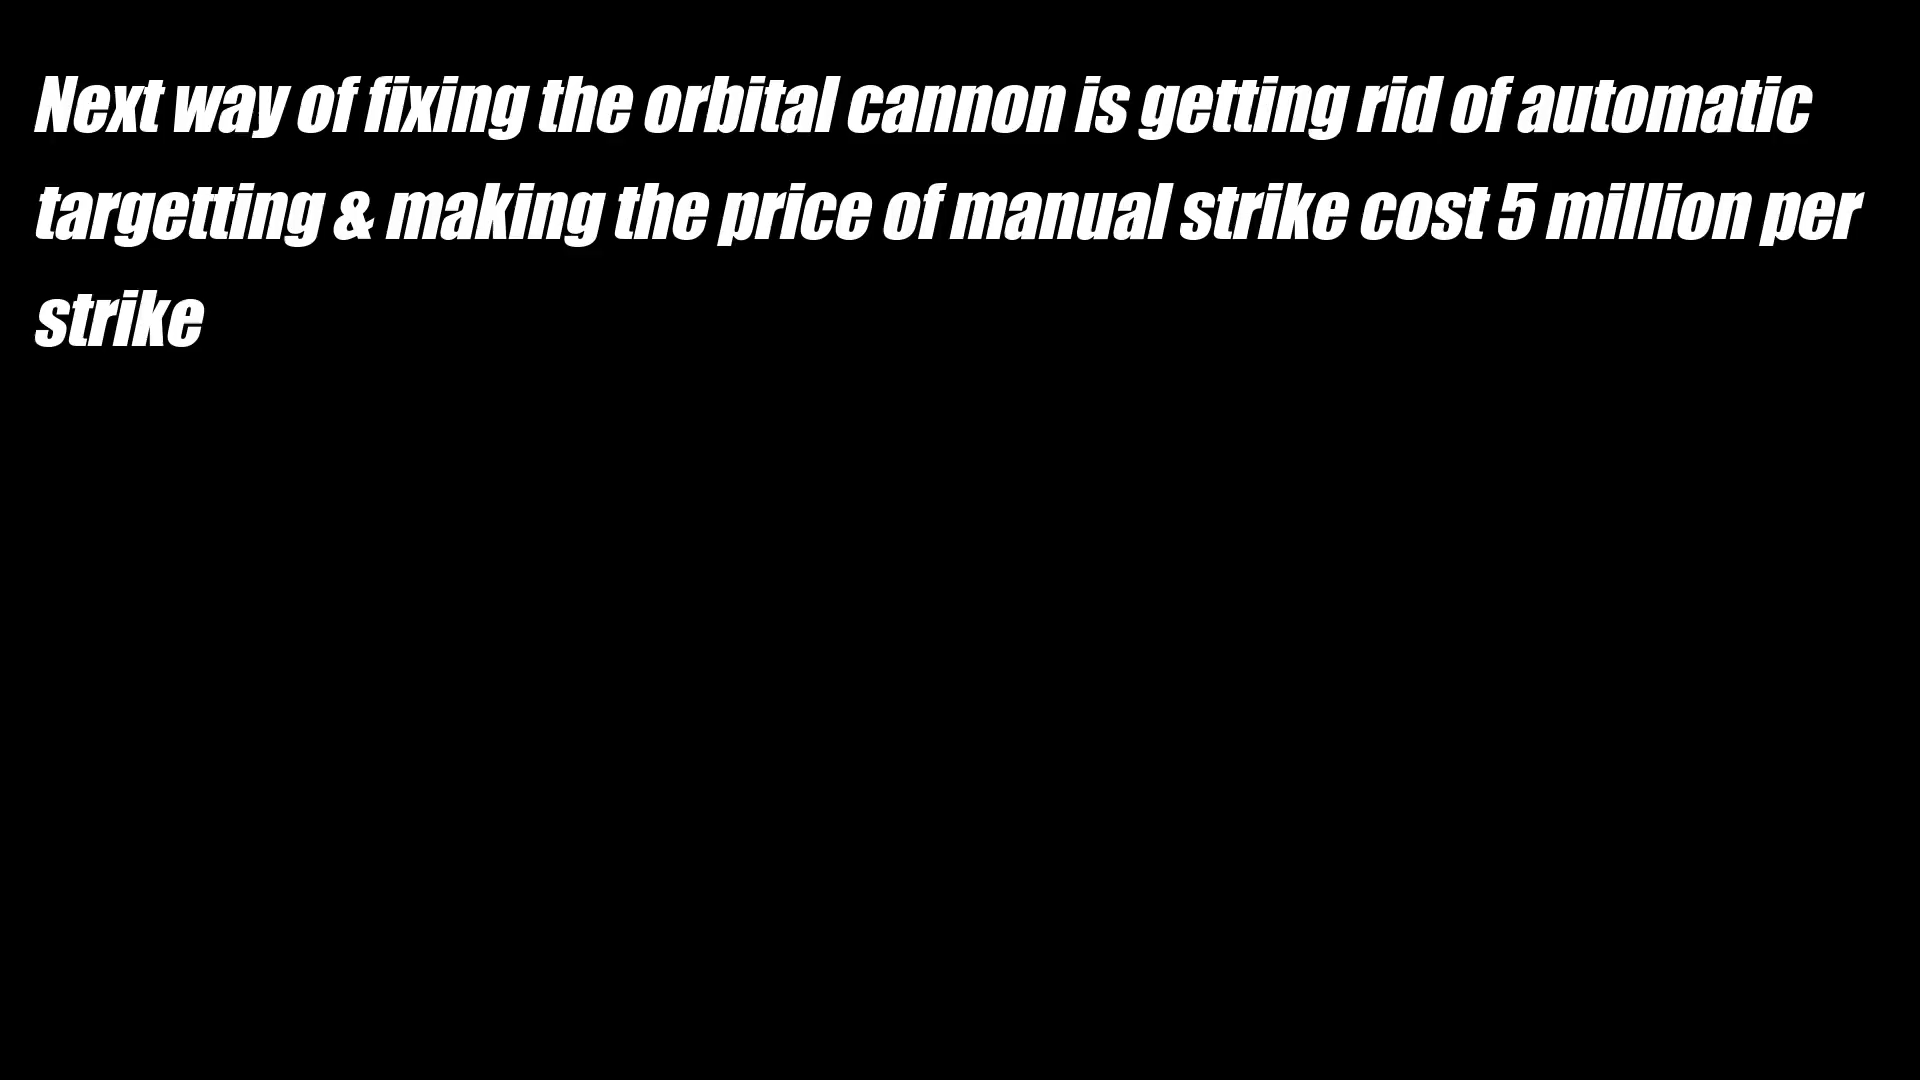 Next way of fixing the orbital cannon is getting rid of automatic
targetting & making the price of manual strike cost 5 million per
strike